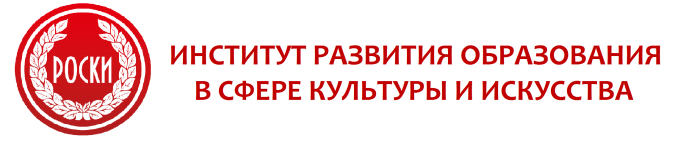 РОСКИ
ИНСТИТУТ РАЗВИТИЯ ОБРАЗОВАНИЯ
В СФЕРЕ КУЛЬТУРЫ И ИСКУССТВА